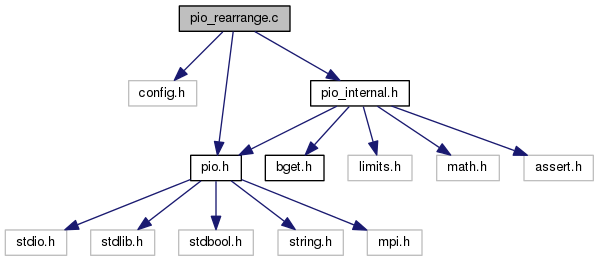 pio_rearrange.c
config.h
pio_internal.h
pio.h
bget.h
limits.h
math.h
assert.h
stdio.h
stdlib.h
stdbool.h
string.h
mpi.h